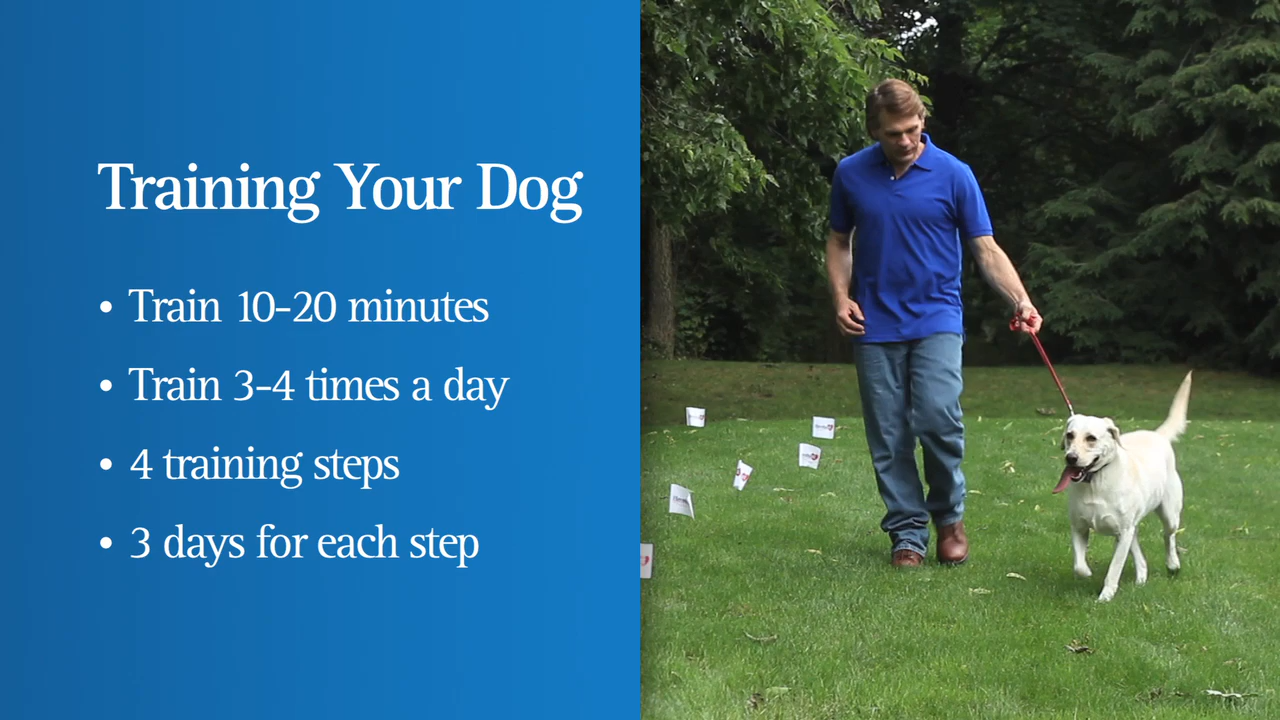 Training Your Dog
• Train 10-20 minutes
• Train 3-4 times a day
• 4 training steps
• 3 days for each step